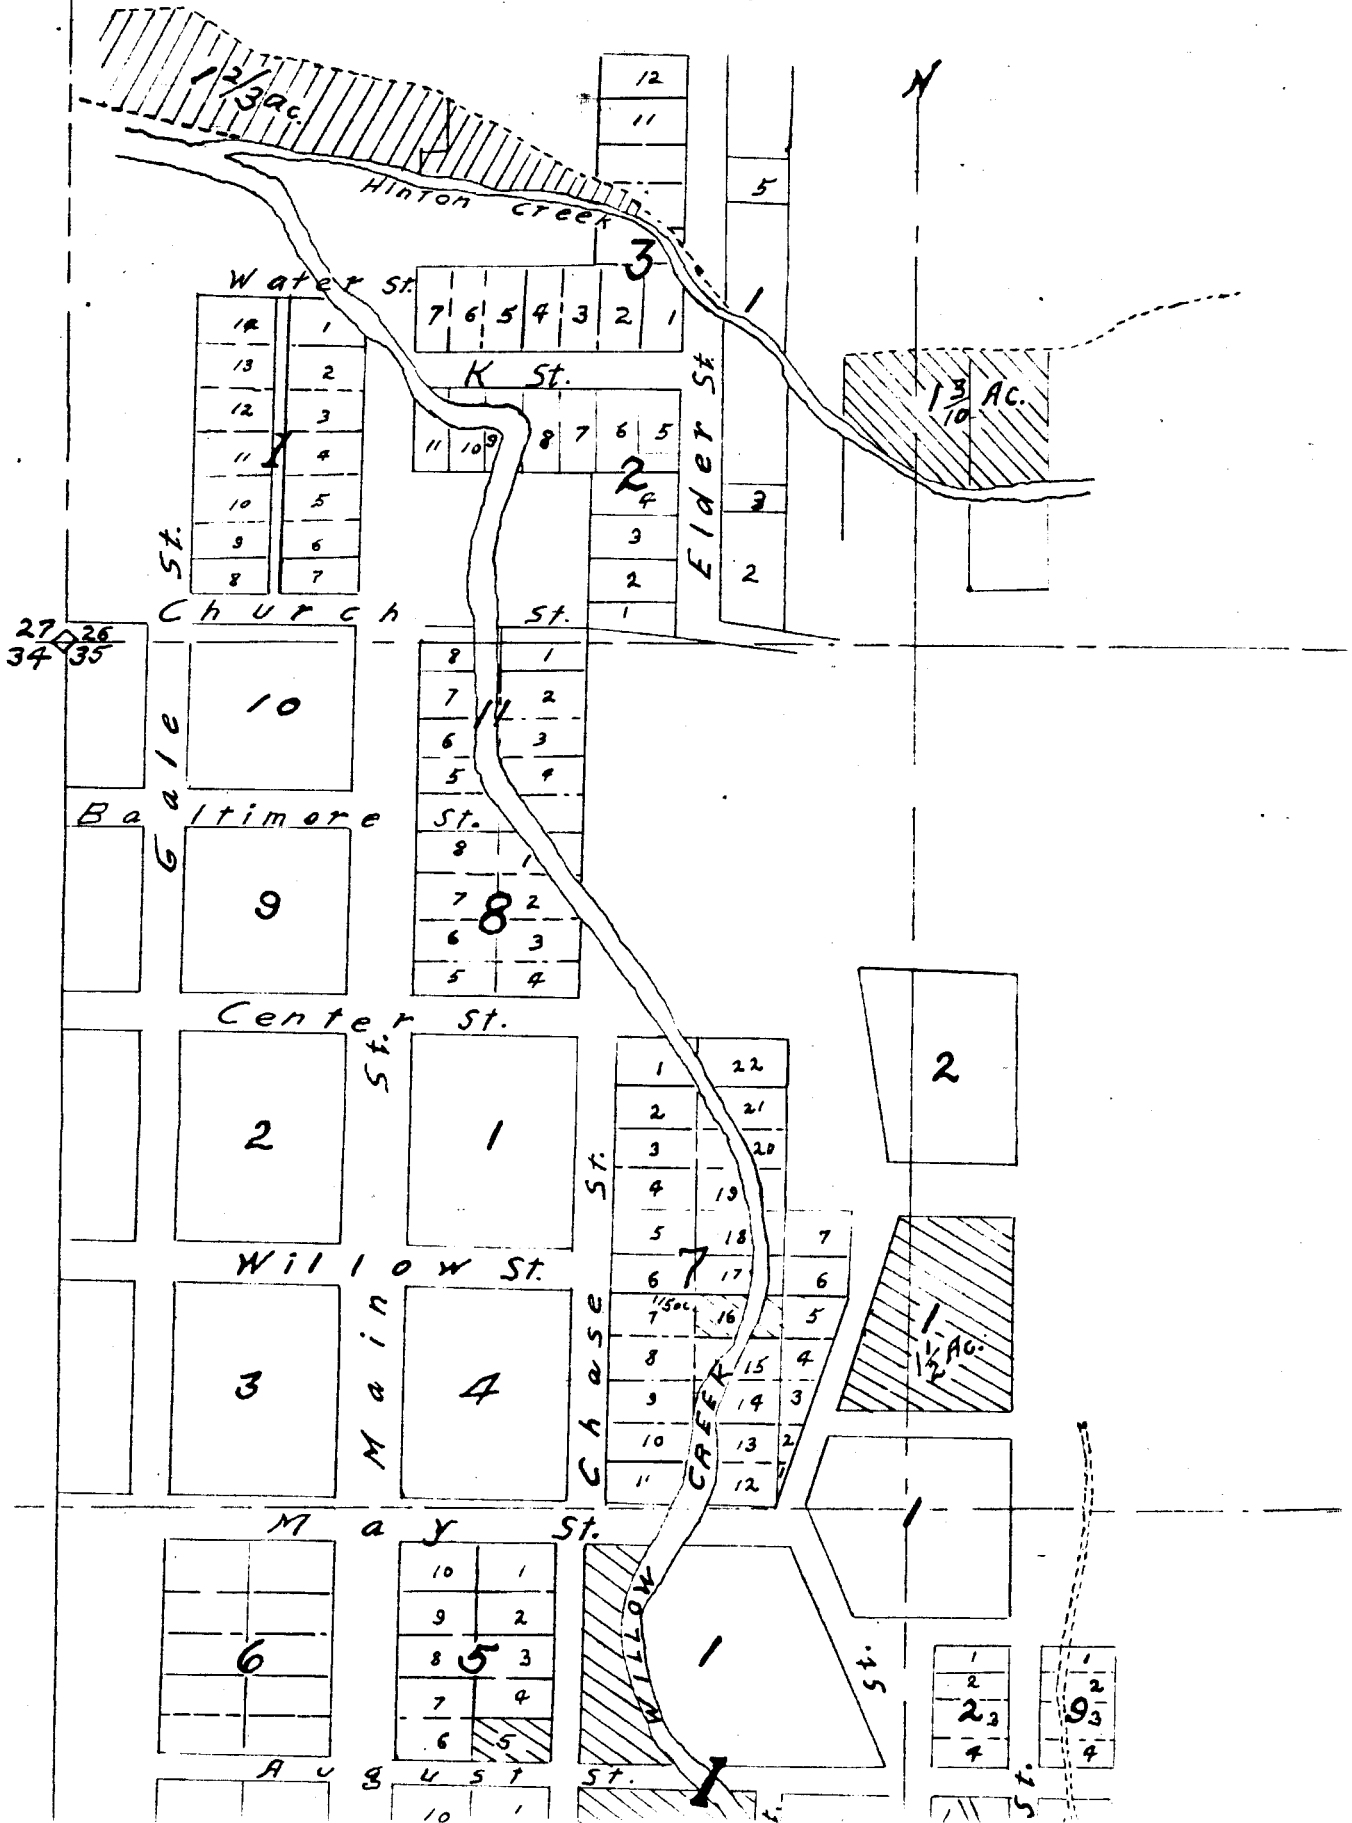 1 2/3 ac.
N
12
11
5
Hinton Creek
3
1
Water St.
7 6 5 4 3 2 1
14 1
13 2
12 3
11 4
10 5
9 6
8 7
I
K St.
1 3/10 Ac.
11 10 9 8 7 6 5
2
4
3
2
1
Elder St.
3
2
Church St.
27 26
34 35
Gale St.
10
8 1
7 2
11
6 3
5 4
Baltimore St.
9
8 1
7 2
8
6 3
5 4
Center St.
2
1
2
Main St.
Chase St.
1 22
2 21
3 20
4 19
5 18 7
7
6 17 6
7 16 5
8 15 4
9 14 3
10 13 2
11 12 1
Willow St.
3
4
1
1 1/2 Ac.
WILLOW CREEK
1
May St.
6
10 1
9 2
8 3
5
7 4
6 5
1
St.
1
2
2 3
4
1
2
9 3
4
August St.
I
10 1
St.
t.